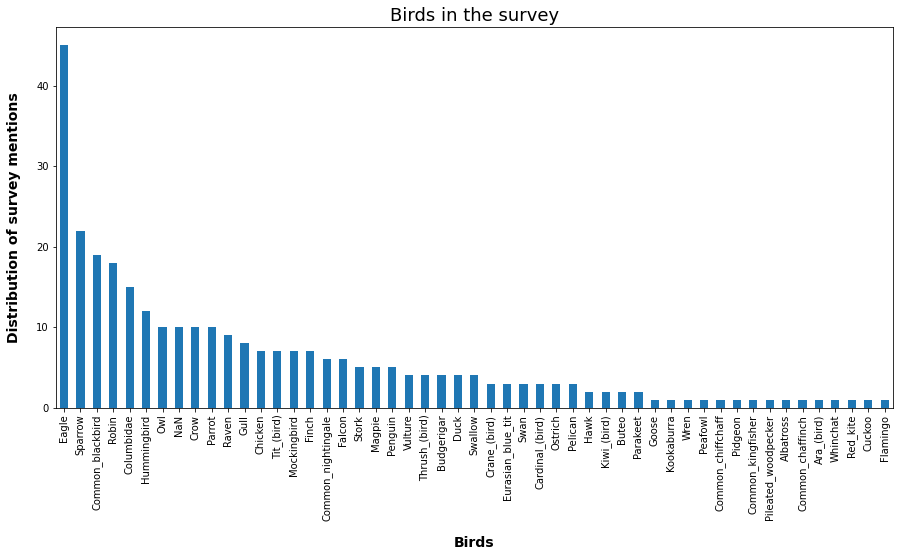 Birds in the survey
Distribution of survey mentions
40
30
20
10
0
Eagle
Sparrow
Common_blackbird
Robin
Columbidae
Hummingbird
Owl
NaN
Crow
Parrot
Raven
Gull
Chicken
Tit_(bird)
Mockingbird
Finch
Common_nightingale
Falcon
Stork
Magpie
Penguin
Vulture
Thrush_(bird)
Budgerigar
Duck
Swallow
Crane_(bird)
Eurasian_blue_tit
Swan
Cardinal_(bird)
Ostrich
Pelican
Hawk
Kiwi_(bird)
Buteo
Parakeet
Goose
Kookaburra
Wren
Peafowl
Common_chiffchaff
Pidgeon
Common_kingfisher
Pileated_woodpecker
Albatross
Common_chaffinch
Ara_(bird)
Whinchat
Red_kite
Cuckoo
Flamingo
Birds